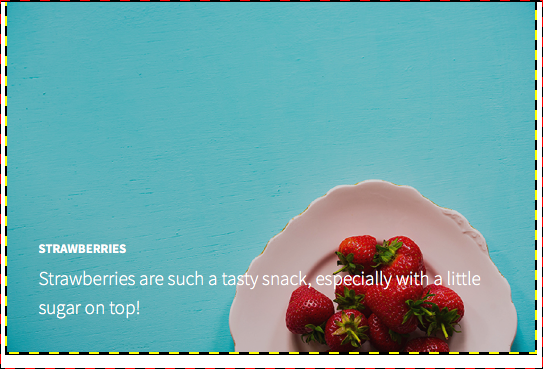 STRAWBERRIES
Strawberries are such a tasty snack, especially with a little
sugar on top!